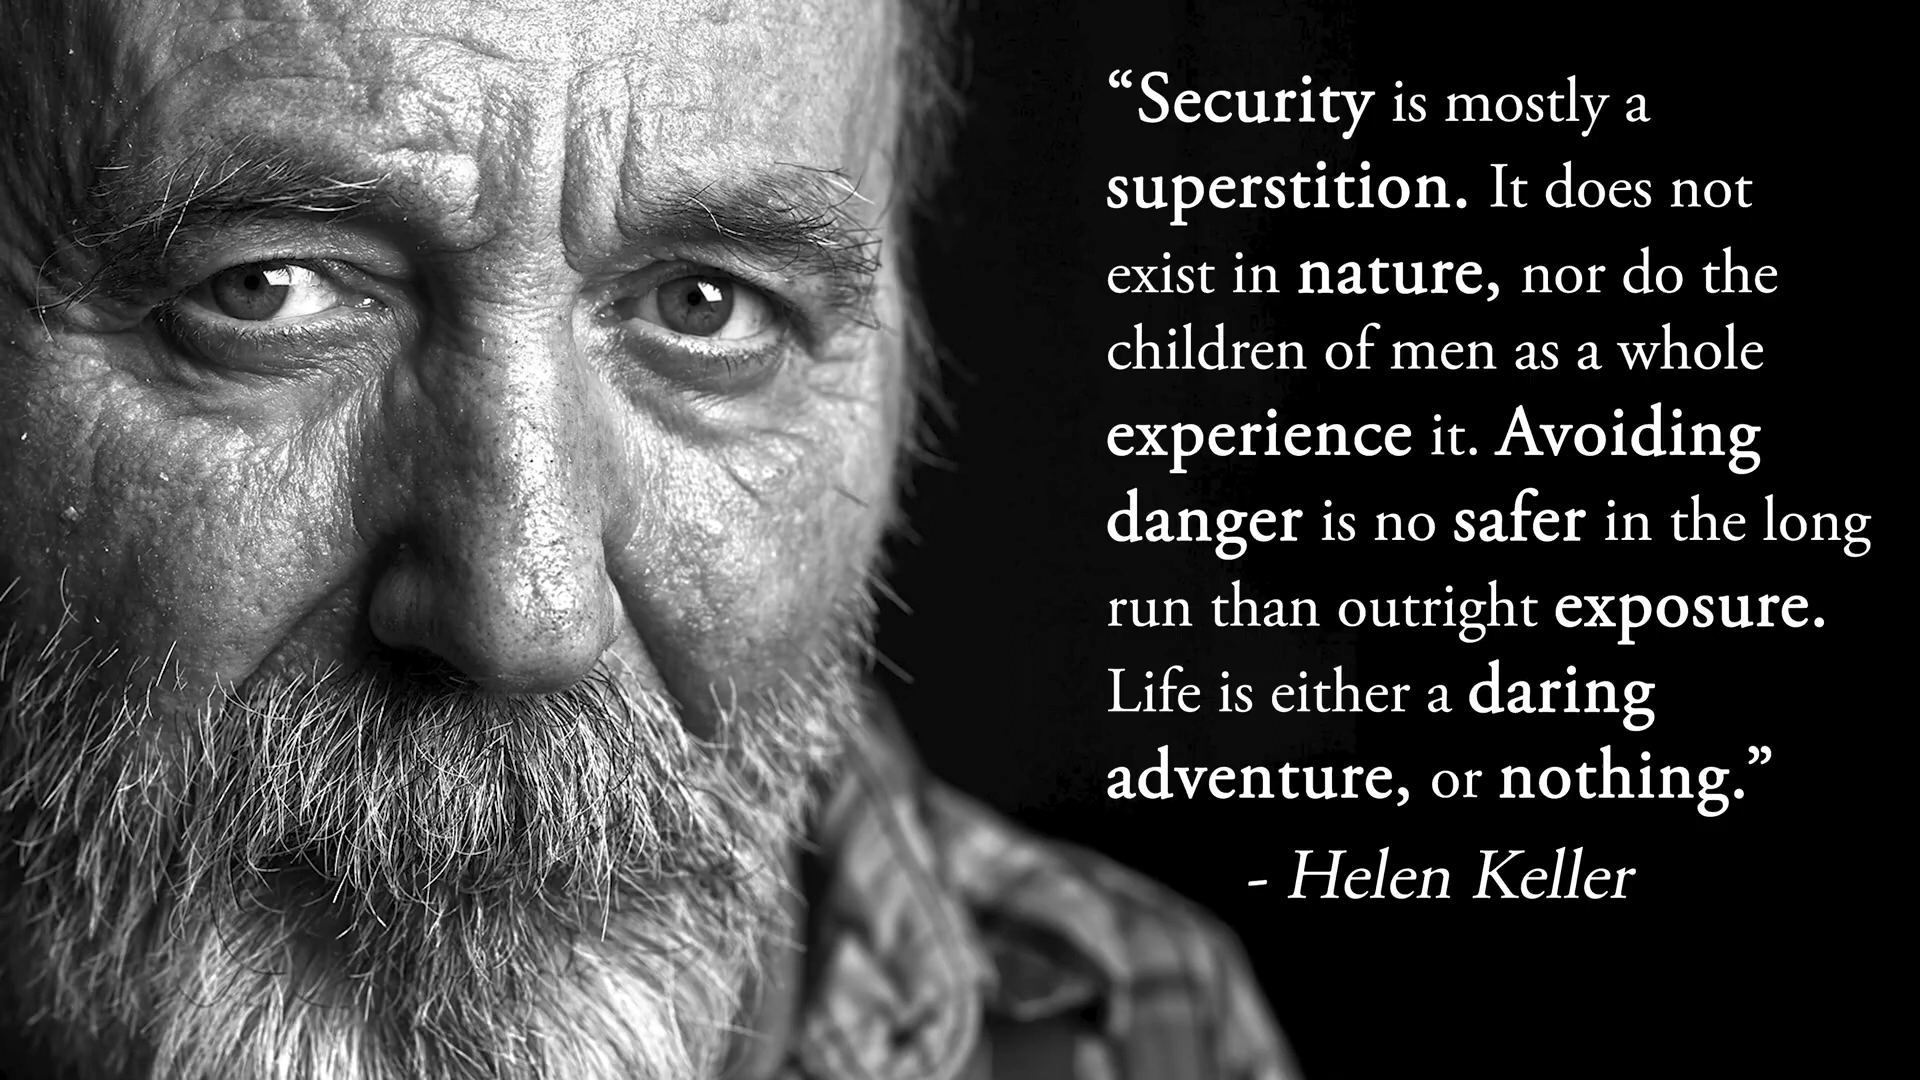 “Security is mostly a
superstition. It does not
exist in nature, nor do the
children of men as a whole
experience it. Avoiding
danger is no safer in the long
run than outright exposure.
Life is either a daring
adventure, or nothing.”
- Helen Keller